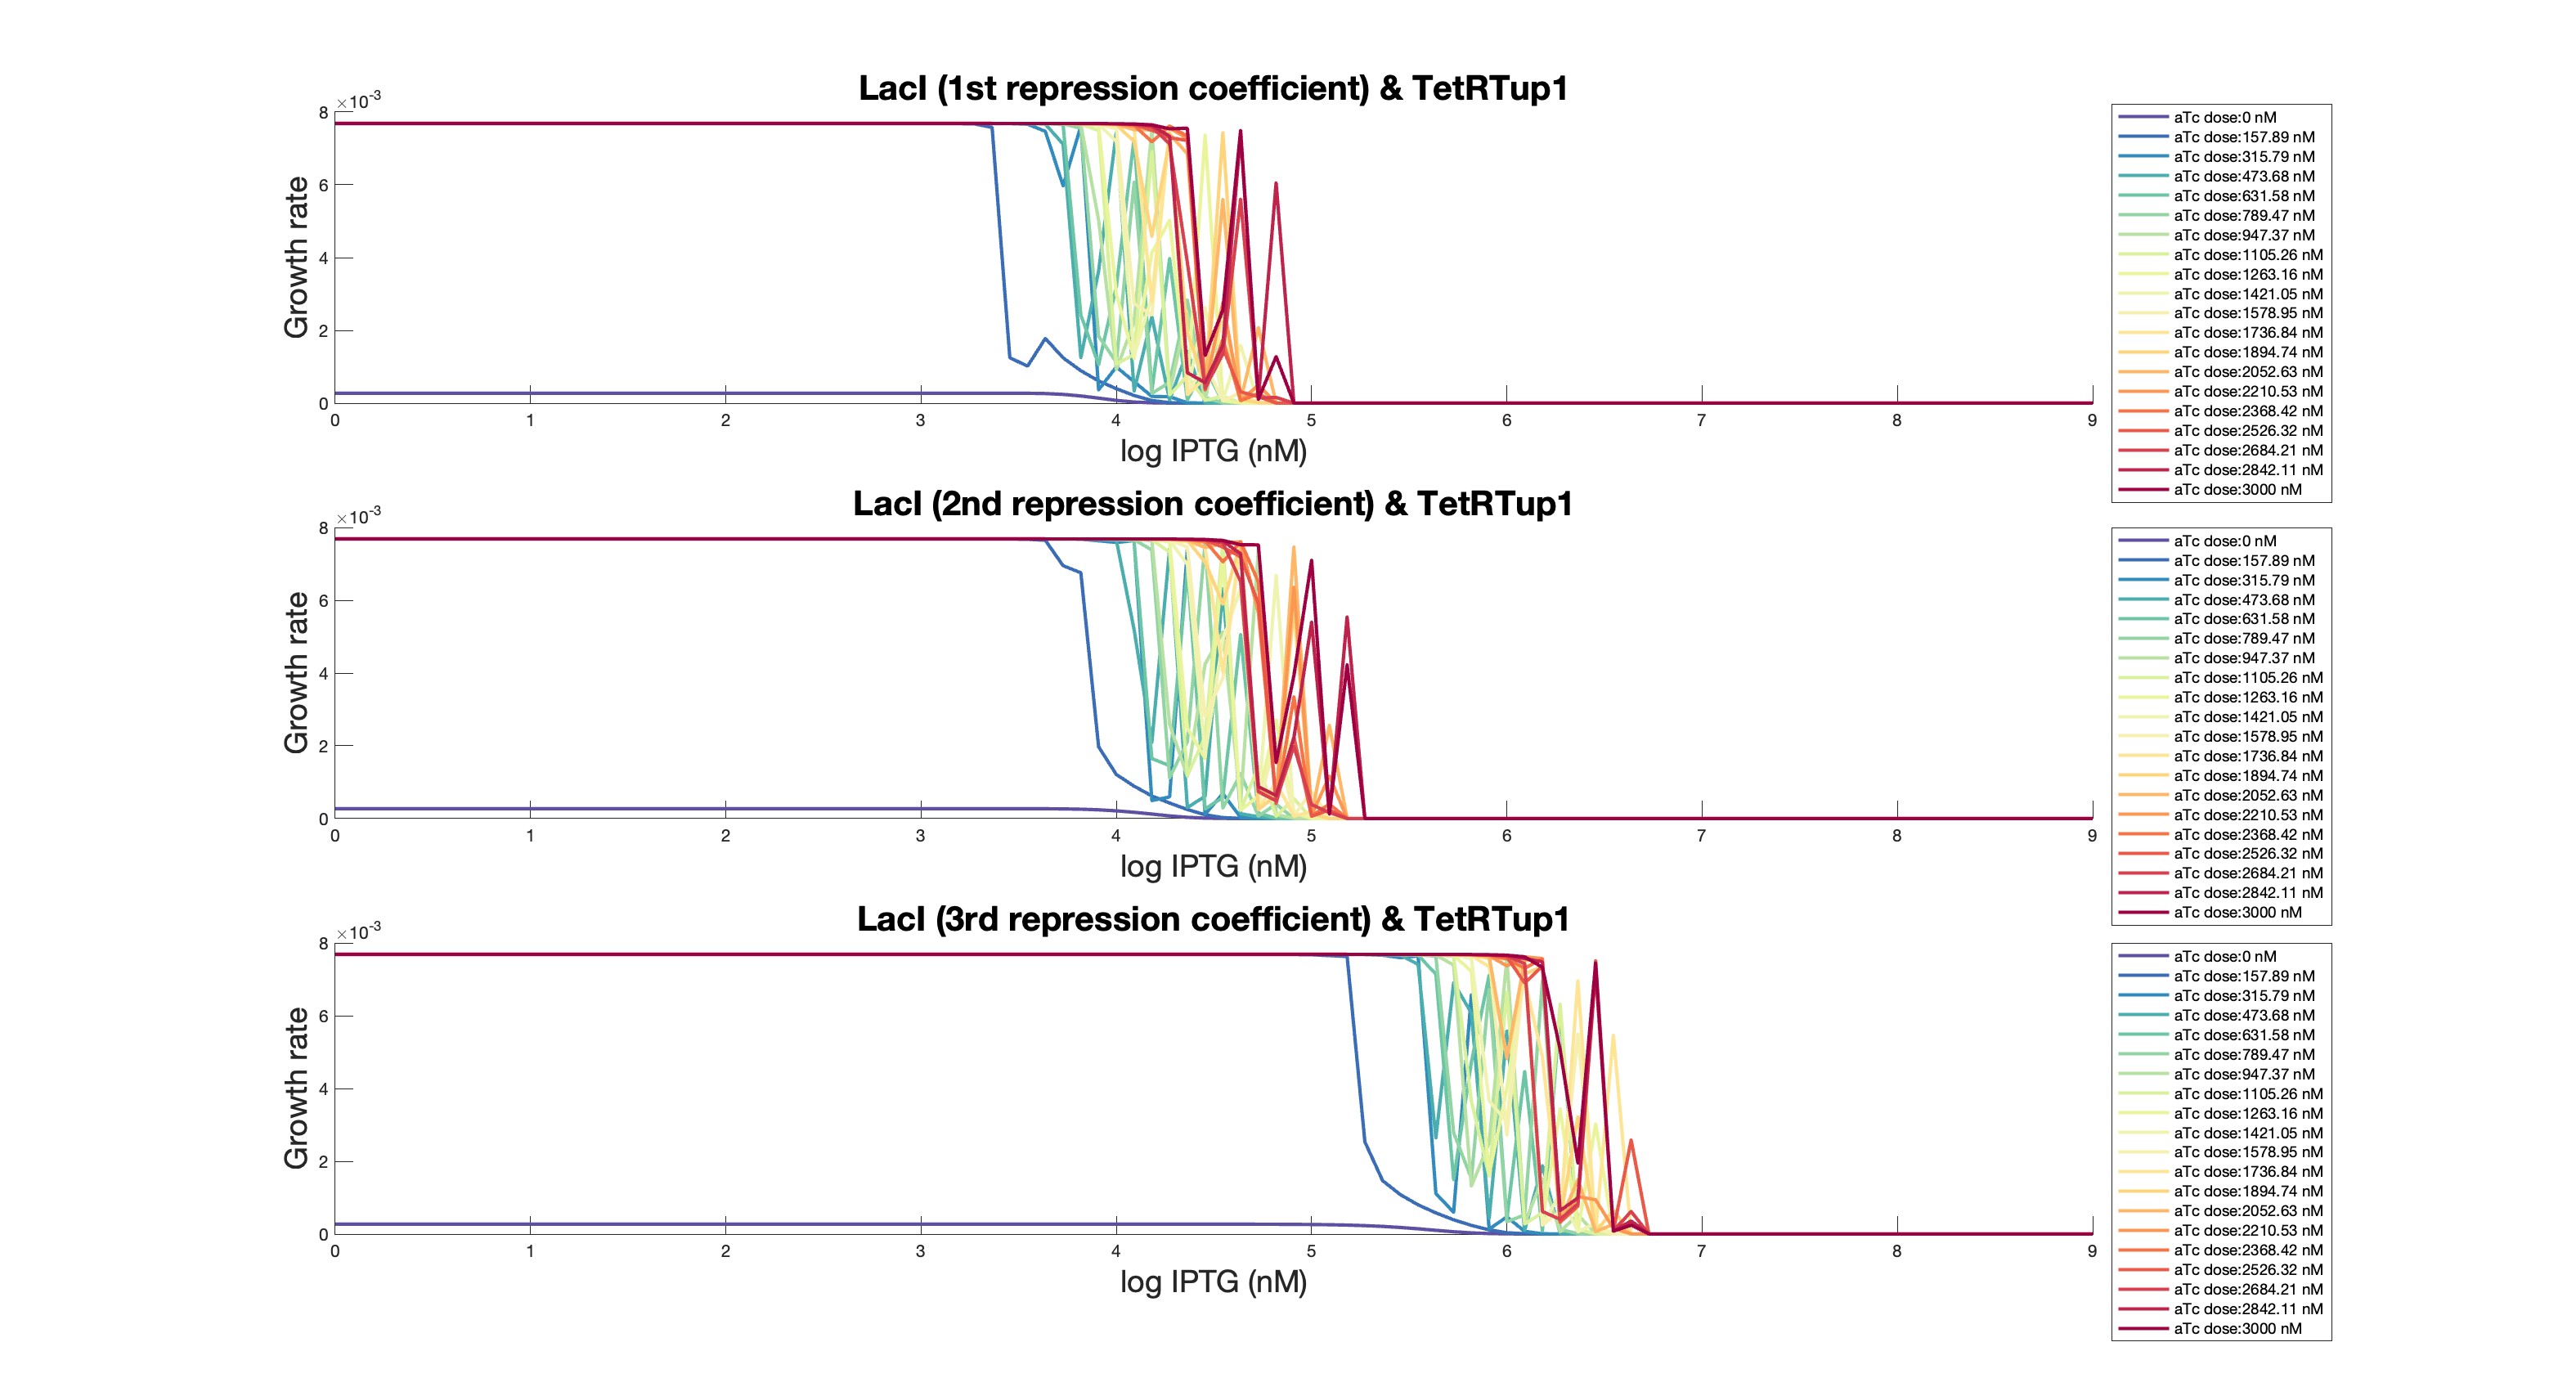 LacI (1st repression coefficient) & TetRTup1
×10-3
8
6
4
2
0
Growth rate
0 1 2 3 4 5 6 7 8 9
log IPTG (nM)
aTc dose:0 nM
aTc dose:157.89 nM
aTc dose:315.79 nM
aTc dose:473.68 nM
aTc dose:631.58 nM
aTc dose:789.47 nM
aTc dose:947.37 nM
aTc dose:1105.26 nM
aTc dose:1263.16 nM
aTc dose:1421.05 nM
aTc dose:1578.95 nM
aTc dose:1736.84 nM
aTc dose:1894.74 nM
aTc dose:2052.63 nM
aTc dose:2210.53 nM
aTc dose:2368.42 nM
aTc dose:2526.32 nM
aTc dose:2684.21 nM
aTc dose:2842.11 nM
aTc dose:3000 nM
LacI (2nd repression coefficient) & TetRTup1
×10-3
8
6
4
2
0
Growth rate
0 1 2 3 4 5 6 7 8 9
log IPTG (nM)
aTc dose:0 nM
aTc dose:157.89 nM
aTc dose:315.79 nM
aTc dose:473.68 nM
aTc dose:631.58 nM
aTc dose:789.47 nM
aTc dose:947.37 nM
aTc dose:1105.26 nM
aTc dose:1263.16 nM
aTc dose:1421.05 nM
aTc dose:1578.95 nM
aTc dose:1736.84 nM
aTc dose:1894.74 nM
aTc dose:2052.63 nM
aTc dose:2210.53 nM
aTc dose:2368.42 nM
aTc dose:2526.32 nM
aTc dose:2684.21 nM
aTc dose:2842.11 nM
aTc dose:3000 nM
LacI (3rd repression coefficient) & TetRTup1
×10-3
8
6
4
2
0
Growth rate
0 1 2 3 4 5 6 7 8 9
log IPTG (nM)
aTc dose:0 nM
aTc dose:157.89 nM
aTc dose:315.79 nM
aTc dose:473.68 nM
aTc dose:631.58 nM
aTc dose:789.47 nM
aTc dose:947.37 nM
aTc dose:1105.26 nM
aTc dose:1263.16 nM
aTc dose:1421.05 nM
aTc dose:1578.95 nM
aTc dose:1736.84 nM
aTc dose:1894.74 nM
aTc dose:2052.63 nM
aTc dose:2210.53 nM
aTc dose:2368.42 nM
aTc dose:2526.32 nM
aTc dose:2684.21 nM
aTc dose:2842.11 nM
aTc dose:3000 nM